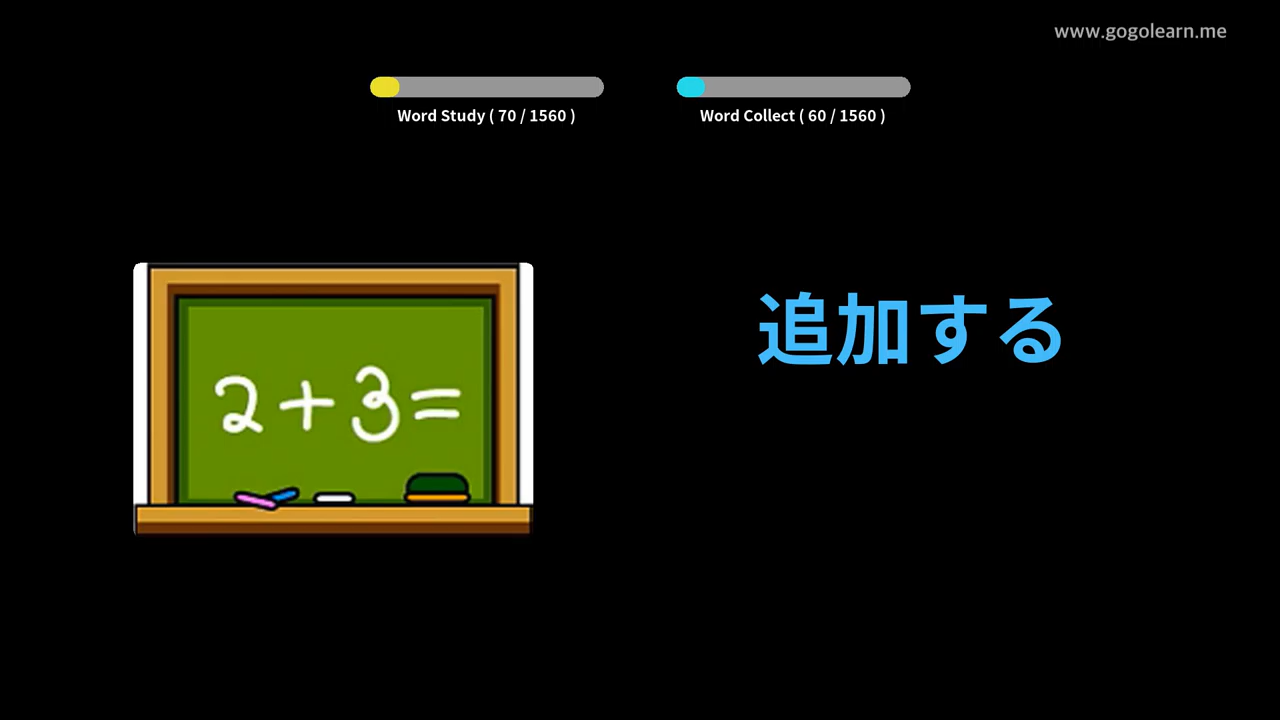 www.gogolearn.me
Word Study ( 70 / 1560 )
Word Collect ( 60 / 1560 )
2+3=
追加する